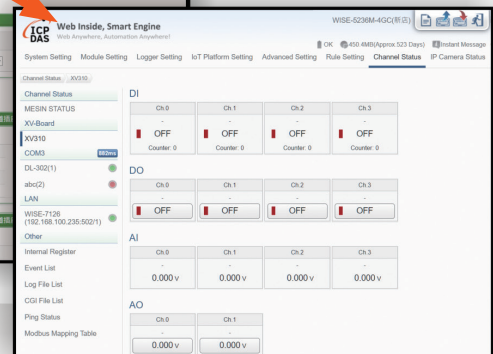 ICP DAS
Web Inside, Smart Engine
Web Anywhere, Automation Anywhere!
WISE-5236M-4GC(新店)
OK 450.4MB(Approx.523 Days) Instant Message
System Setting Module Setting Logger Setting IoT Platform Setting Advanced Setting Rule Setting Channel Status IP Camera Status
Channel Status XV310
Channel Status
MESIN STATUS
XV-Board
XV310
COM3 882ms
DL-302(1)
abc(2)
LAN
WISE-7126
(192.168.100.235:502/1)
Other
Internal Register
Event List
Log File List
CGI File List
Ping Status
Modbus Mapping Table
DI
Ch.0 Ch.1 Ch.2 Ch.3
- - - -
OFF OFF OFF OFF
Counter: 0 Counter: 0 Counter: 0 Counter: 0
DO
Ch.0 Ch.1 Ch.2 Ch.3
- - - -
OFF OFF OFF OFF
AI
Ch.0 Ch.1 Ch.2 Ch.3
- - - -
0.000 v 0.000 v 0.000 v 0.000 v
AO
Ch.0 Ch.1
- -
0.000 v 0.000 v